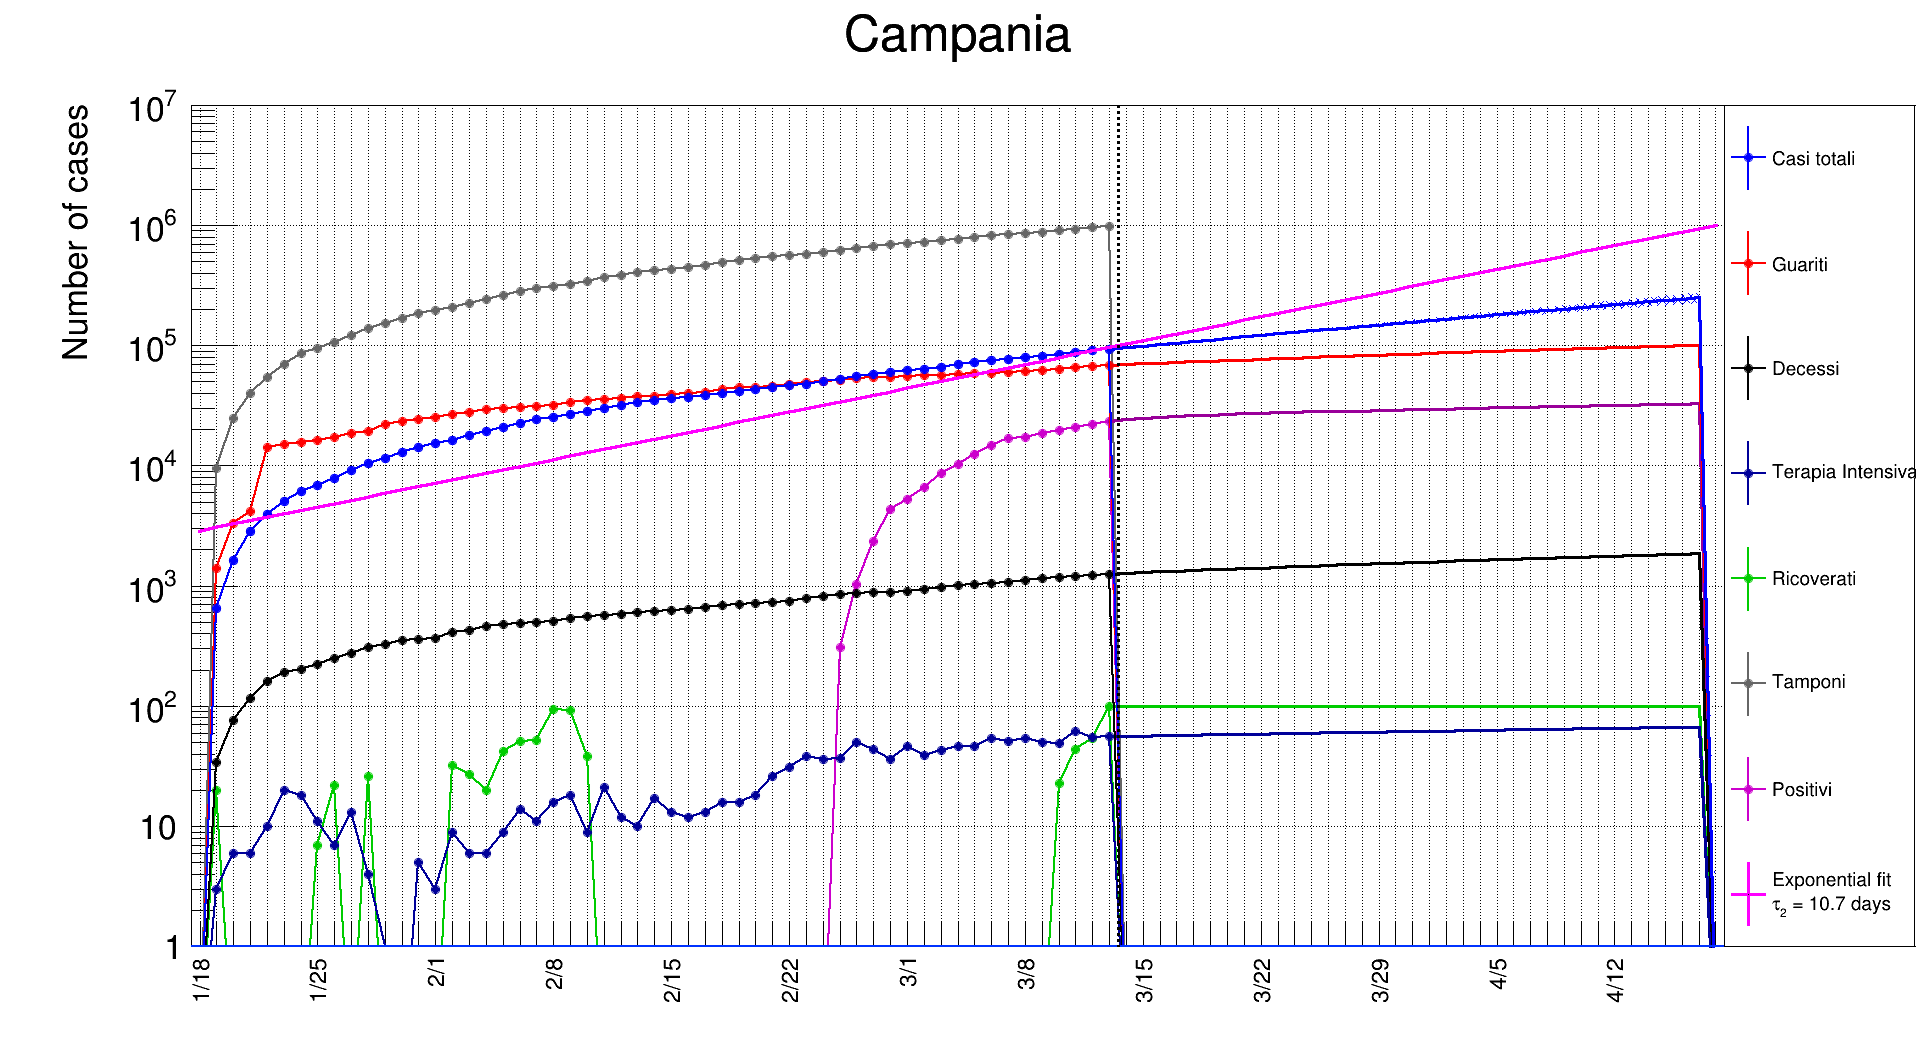 Campania
Number of cases
10^7
10^6
10^5
10^4
10^3
10^2
10
1
1/18
1/25
2/1
2/8
2/15
2/22
3/1
3/8
3/15
3/22
3/29
4/5
4/12
Casi totali
Guariti
Decessi
Terapia Intensiva
Ricoverati
Tamponi
Positivi
Exponential fit
τ₂ = 10.7 days